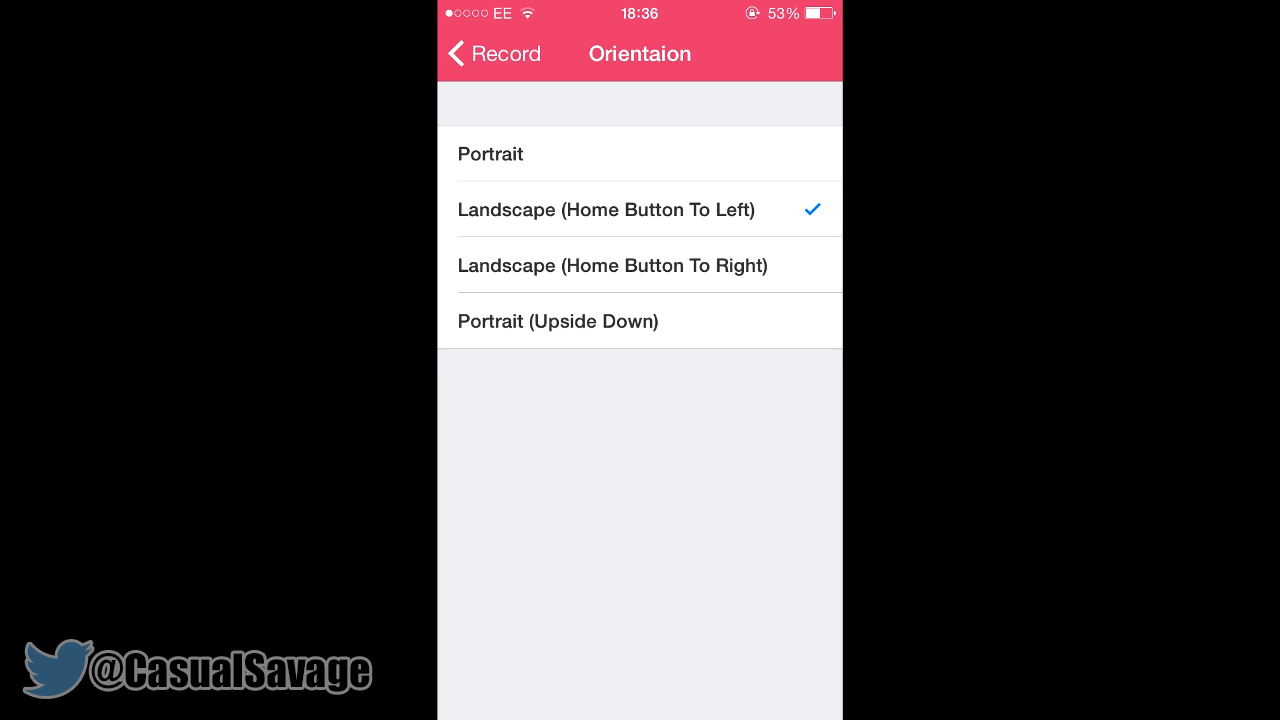 EE 18:36 53%
Record Orientaion
Portrait
Landscape (Home Button To Left)
Landscape (Home Button To Right)
Portrait (Upside Down)
@CasualSavage